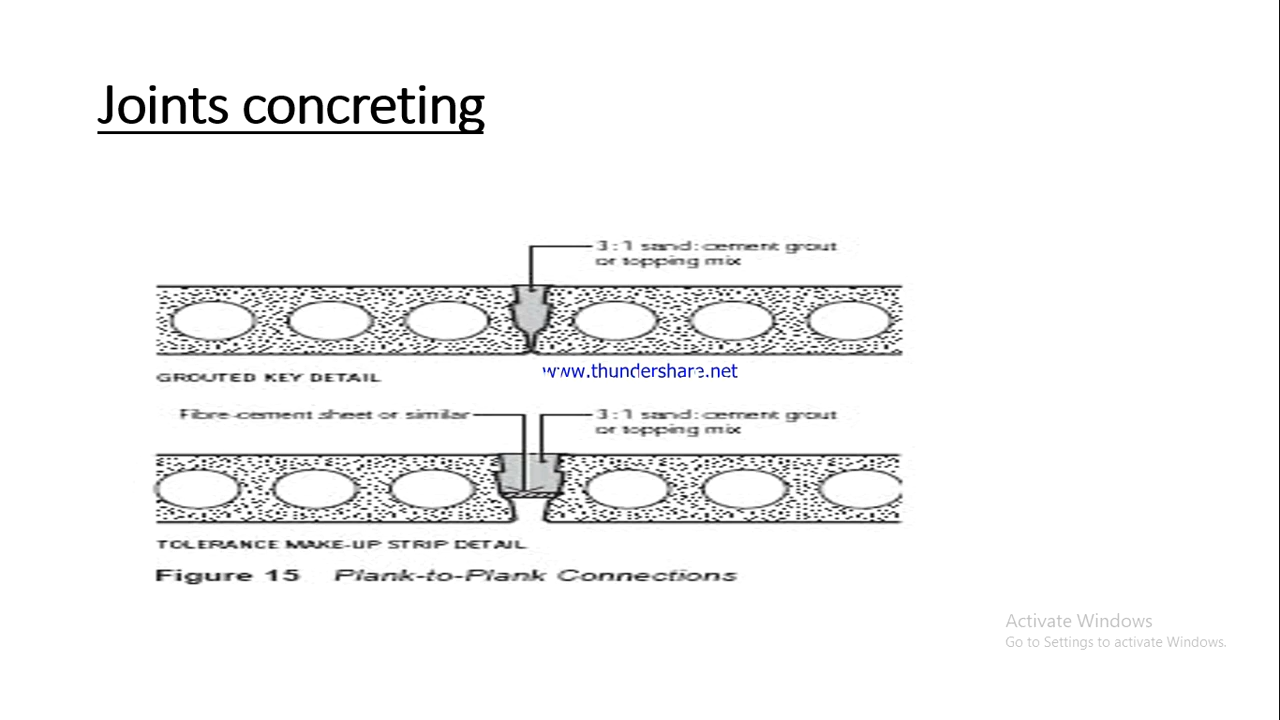 Joints concreting
3:1 sand:cement grout
or topping mix
www.thundershare.net
GROUTED KEY DETAIL
Fibre-cement sheet or similar
3:1 sand:cement grout
or topping mix
TOLERANCE MAKE-UP STRIP DETAIL
Figure 15 Plank-to-Plank Connections
Activate Windows
Go to Settings to activate Windows.